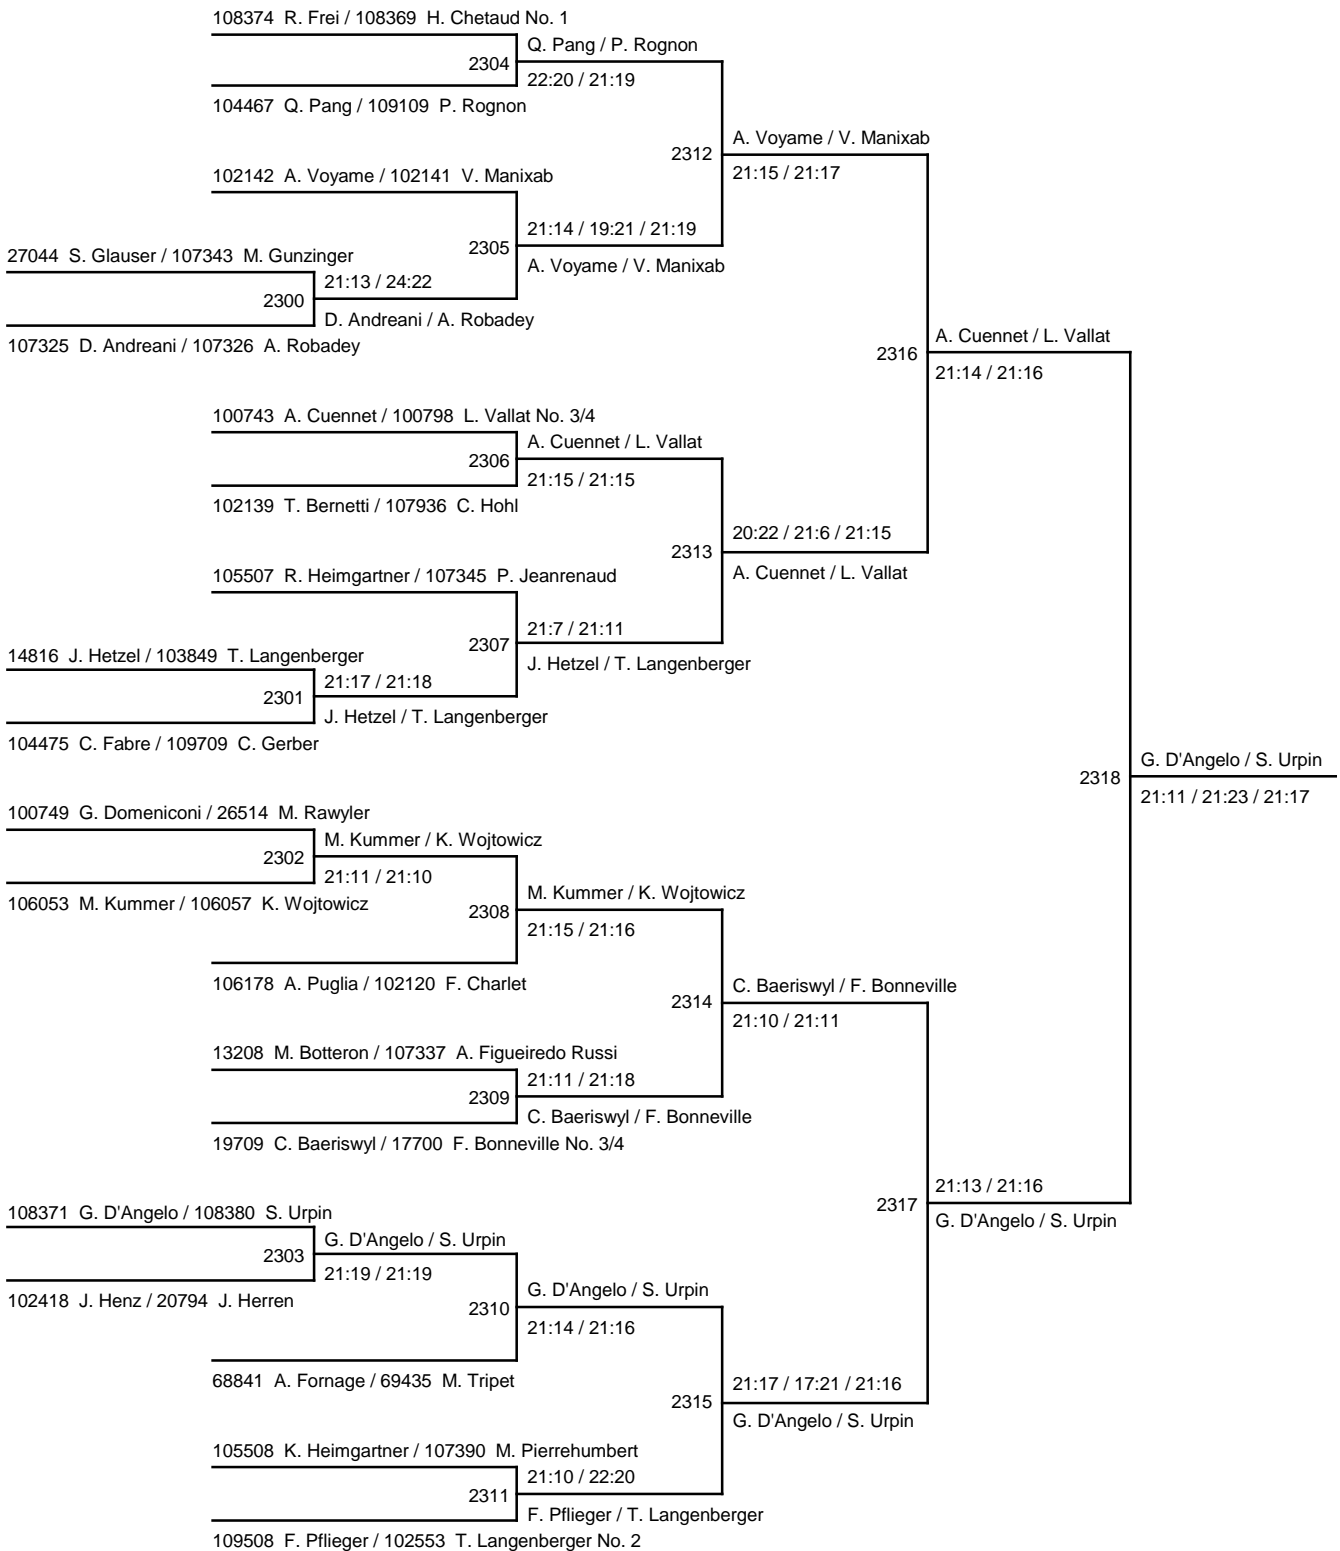 108374 R. Frei / 108369 H. Chetaud No. 1
Q. Pang / P. Rognon
2304
22:20 / 21:19
104467 Q. Pang / 109109 P. Rognon
A. Voyame / V. Manixab
2312
21:15 / 21:17
102142 A. Voyame / 102141 V. Manixab
21:14 / 19:21 / 21:19
2305
A. Voyame / V. Manixab
27044 S. Glauser / 107343 M. Gunzinger
21:13 / 24:22
2300
D. Andreani / A. Robadey
107325 D. Andreani / 107326 A. Robadey
A. Cuennet / L. Vallat
2316
21:14 / 21:16
100743 A. Cuennet / 100798 L. Vallat No. 3/4
A. Cuennet / L. Vallat
2306
21:15 / 21:15
102139 T. Bernetti / 107936 C. Hohl
20:22 / 21:6 / 21:15
2313
A. Cuennet / L. Vallat
105507 R. Heimgartner / 107345 P. Jeanrenaud
21:7 / 21:11
2307
J. Hetzel / T. Langenberger
14816 J. Hetzel / 103849 T. Langenberger
21:17 / 21:18
2301
J. Hetzel / T. Langenberger
104475 C. Fabre / 109709 C. Gerber
G. D'Angelo / S. Urpin
2318
21:11 / 21:23 / 21:17
100749 G. Domeniconi / 26514 M. Rawyler
M. Kummer / K. Wojtowicz
2302
21:11 / 21:10
106053 M. Kummer / 106057 K. Wojtowicz
M. Kummer / K. Wojtowicz
2308
21:15 / 21:16
106178 A. Puglia / 102120 F. Charlet
C. Baeriswyl / F. Bonneville
2314
21:10 / 21:11
13208 M. Botteron / 107337 A. Figueiredo Russi
21:11 / 21:18
2309
C. Baeriswyl / F. Bonneville
19709 C. Baeriswyl / 17700 F. Bonneville No. 3/4
21:13 / 21:16
2317
G. D'Angelo / S. Urpin
108371 G. D'Angelo / 108380 S. Urpin
G. D'Angelo / S. Urpin
2303
21:19 / 21:19
102418 J. Henz / 20794 J. Herren
G. D'Angelo / S. Urpin
2310
21:14 / 21:16
68841 A. Fornage / 69435 M. Tripet
21:17 / 17:21 / 21:16
2315
G. D'Angelo / S. Urpin
105508 K. Heimgartner / 107390 M. Pierrehumbert
21:10 / 22:20
2311
F. Pflieger / T. Langenberger
109508 F. Pflieger / 102553 T. Langenberger No. 2